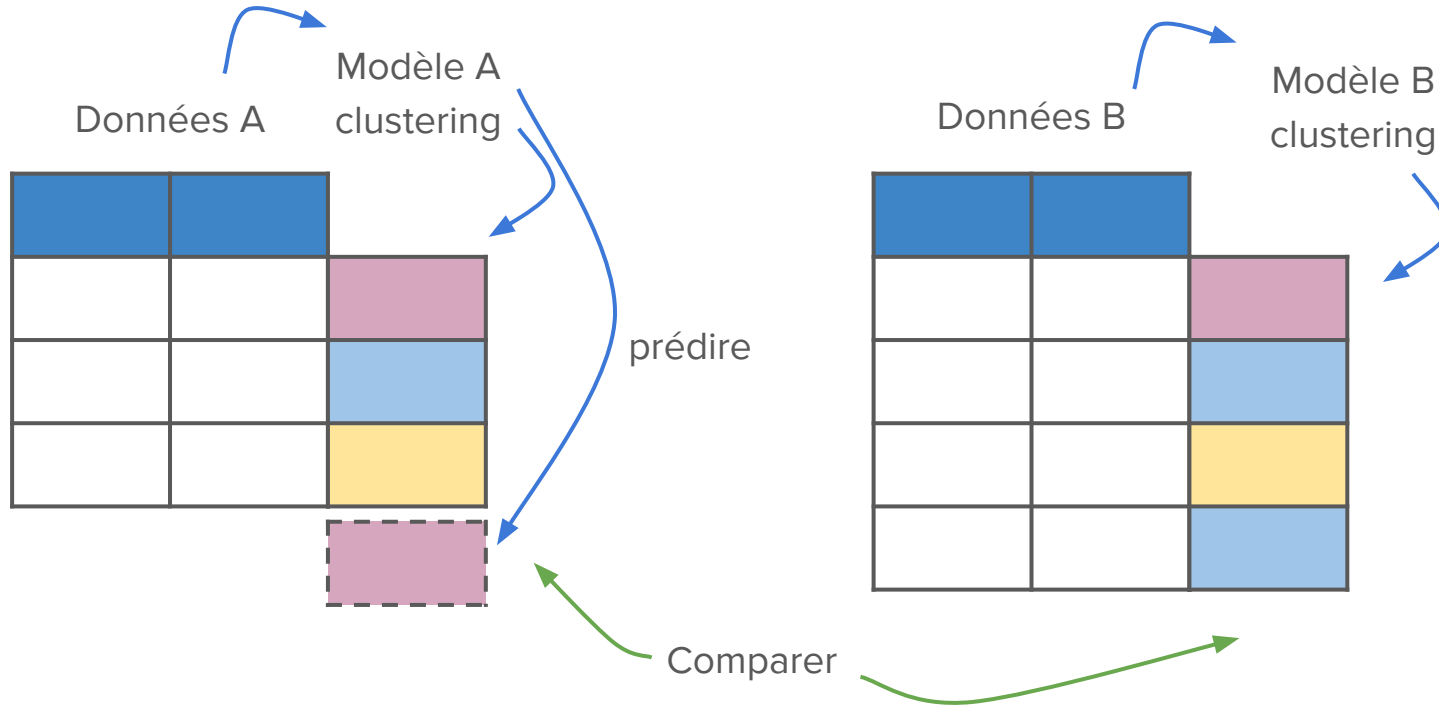 Modèle A
clustering
Données A
Modèle B
clustering
Données B
prédire
Comparer